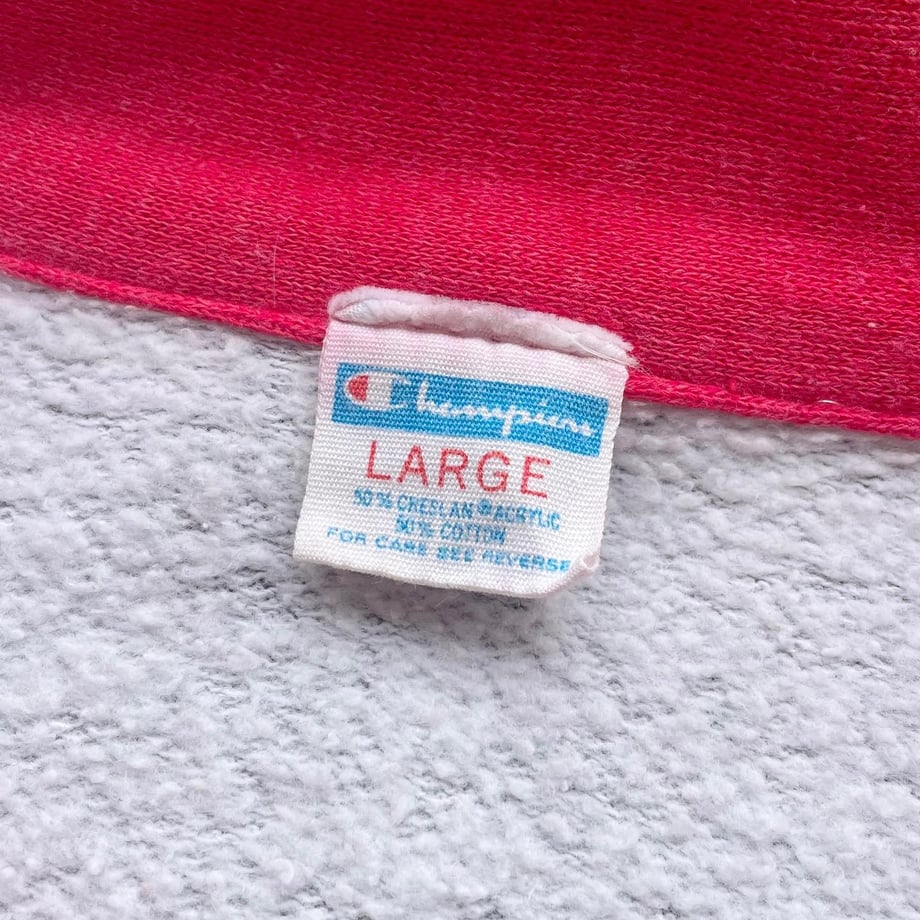 Champion
LARGE
50% CRESLAN® ACRYLIC
50% COTTON
FOR CARE SEE REVERSE